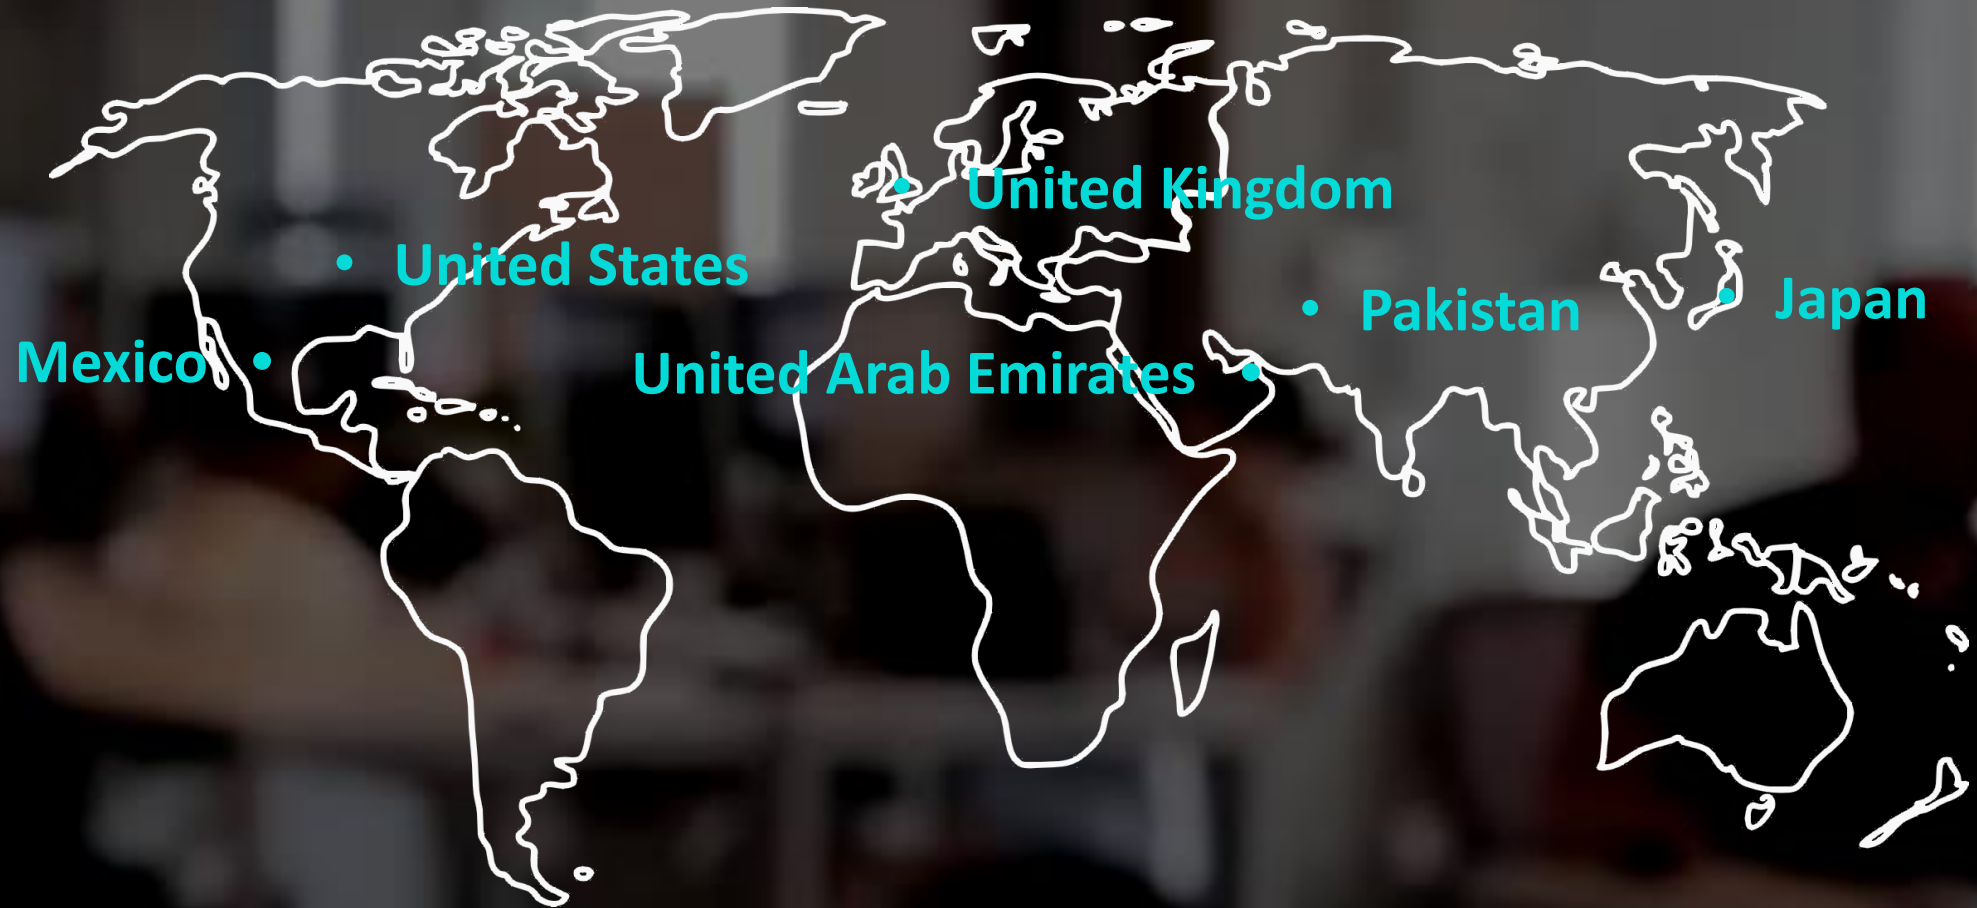 United Kingdom
United States
Pakistan
Japan
Mexico
United Arab Emirates